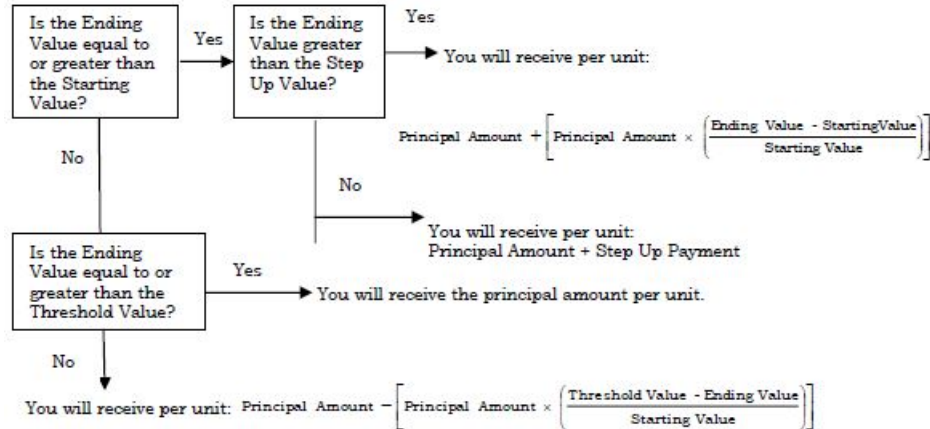 Is the Ending
Value equal to
or greater than
the Starting
Value?
Yes
Is the Ending
Value greater
than the Step
Up Value?
Yes
You will receive per unit:
Principal Amount + [Principal Amount × (Ending Value - StartingValue / Starting Value)]
No
No
You will receive per unit:
Principal Amount + Step Up Payment
Is the Ending
Value equal to or
greater than the
Threshold Value?
Yes
You will receive the principal amount per unit.
No
You will receive per unit: Principal Amount − [Principal Amount × (Threshold Value - Ending Value / Starting Value)]